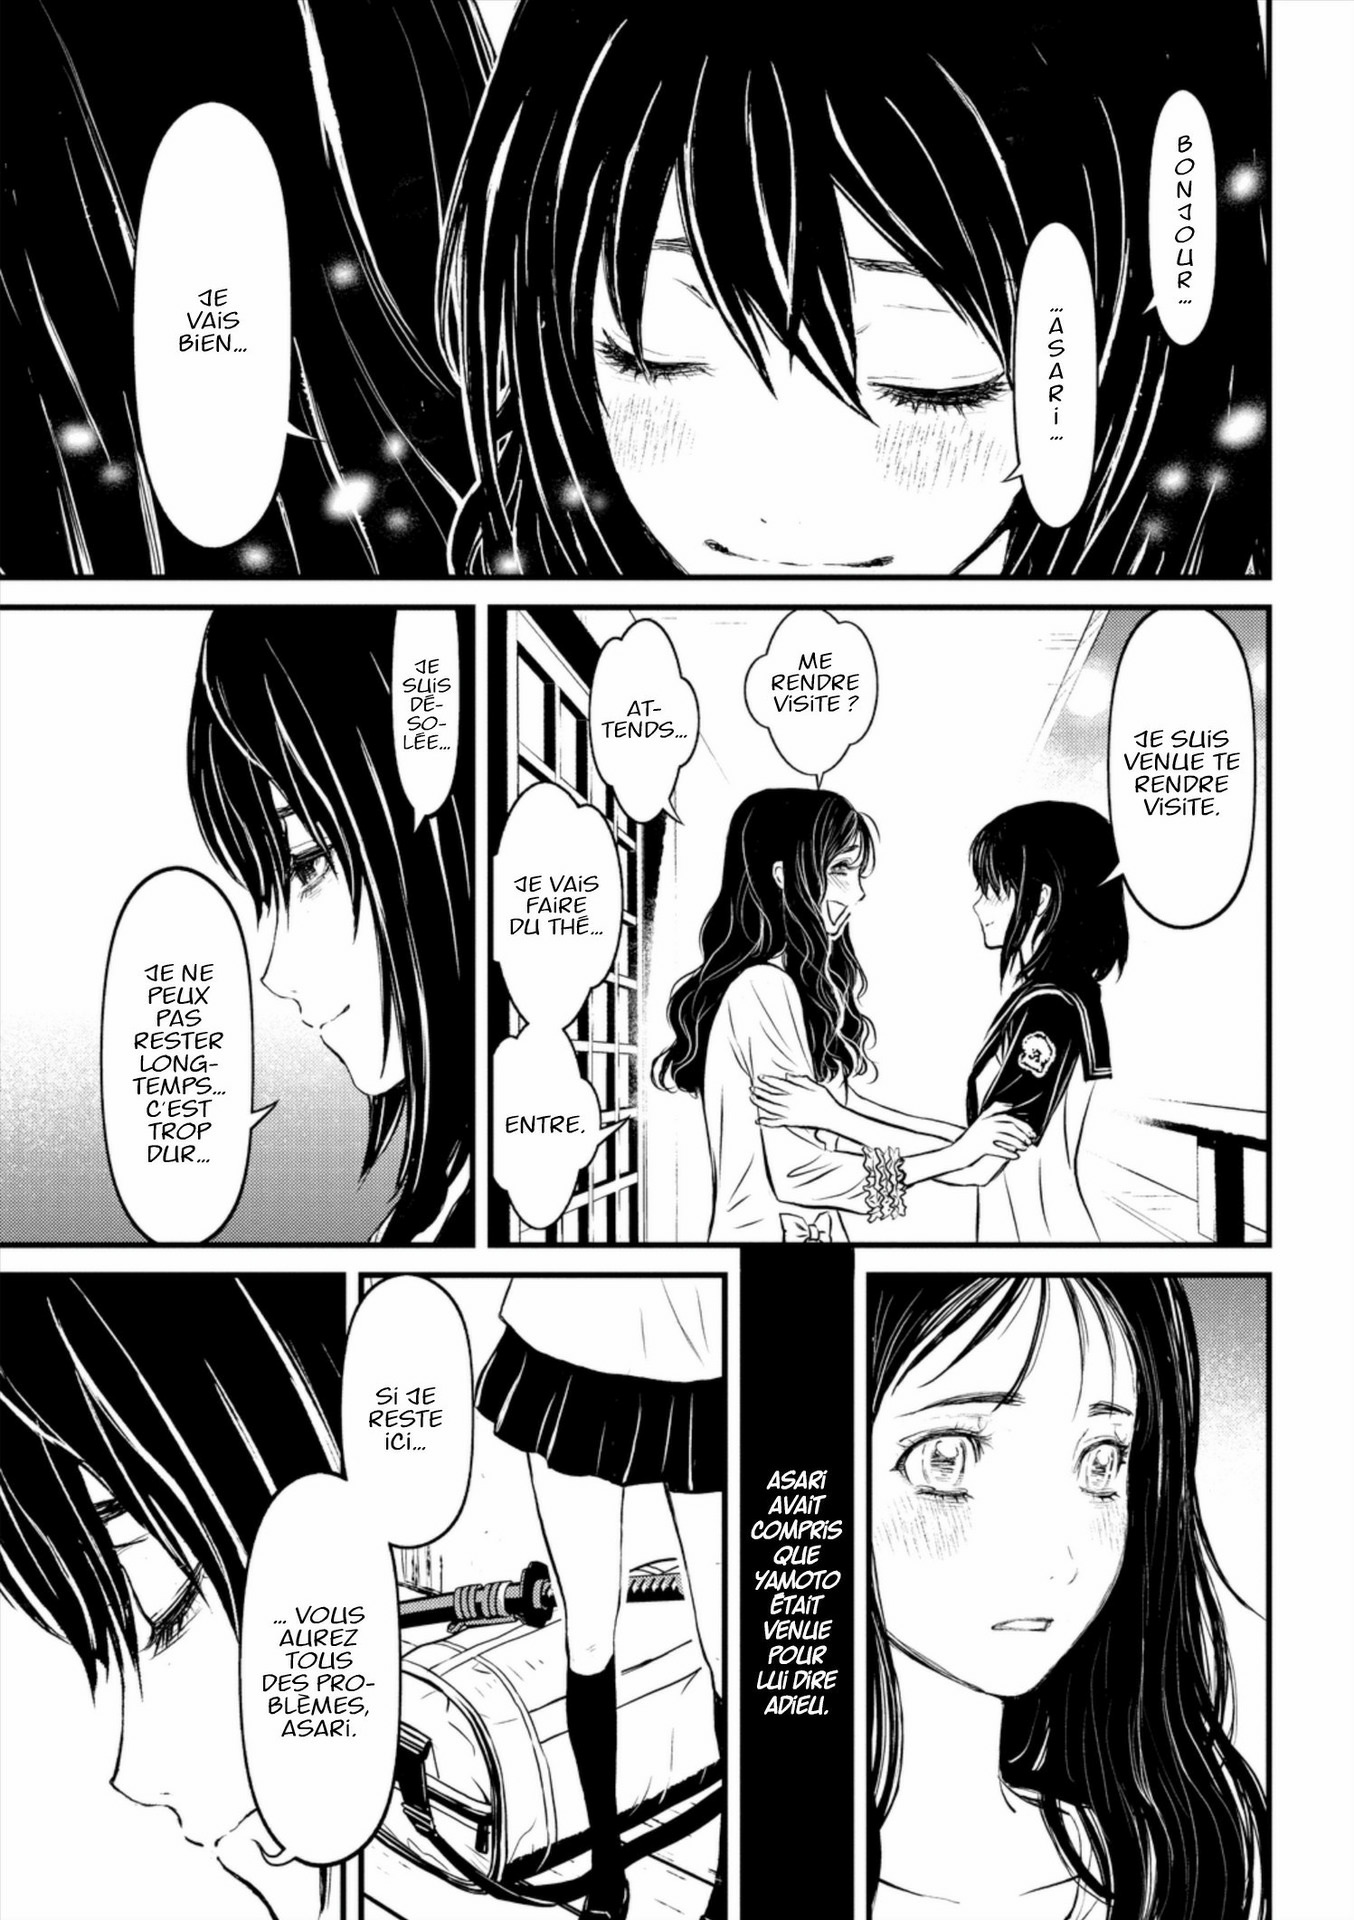 BONJOUR...
... ASARI...
JE
VAIS
BIEN...
JE SUIS
VENUE TE
RENDRE
VISITE.
ME
RENDRE
VISITE ?
AT-
TENDS...
JE VAIS
FAIRE
DU THÉ...
ENTRE.
JE
SUIS
DÉ-
SO-
LÉE...
JE NE
PEUX
PAS
RESTER
LONG-
TEMPS...
C'EST
TROP
DUR...
ASARI
AVAIT
COMPRIS
QUE
YAMOTO
ÉTAIT
VENUE
POUR
LUI DIRE
ADIEU.
SI JE
RESTE
ICI...
... VOUS
AUREZ
TOUS
DES PRO-
BLÈMES,
ASARI.